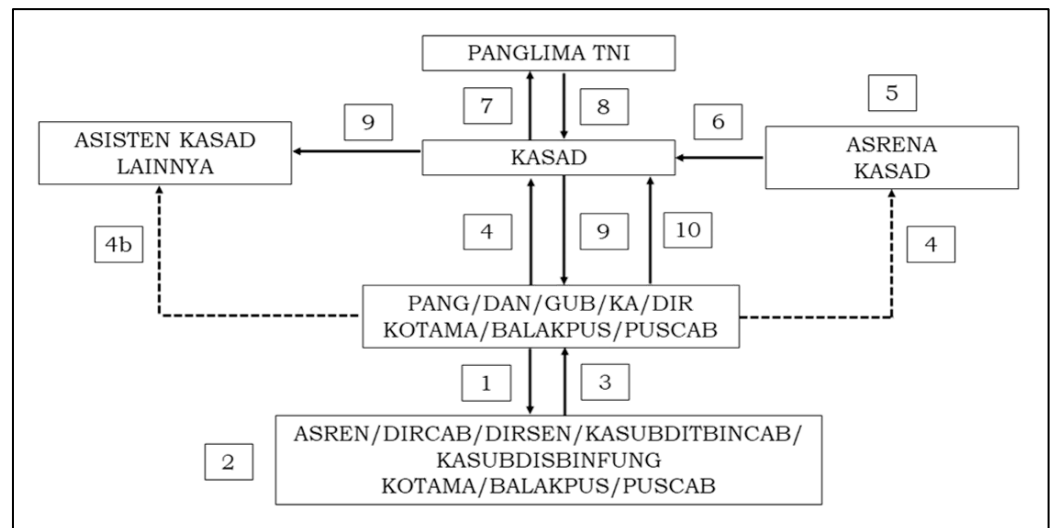 PANGLIMA TNI
7
8
5
9
6
ASISTEN KASAD
LAINNYA
KASAD
ASRENA
KASAD
4b
4
9
10
4
PANG/DAN/GUB/KA/DIR
KOTAMA/BALAKPUS/PUSCAB
1
3
2
ASREN/DIRCAB/DIRSEN/KASUBDITBINCAB/
KASUBDISBINFUNG
KOTAMA/BALAKPUS/PUSCAB